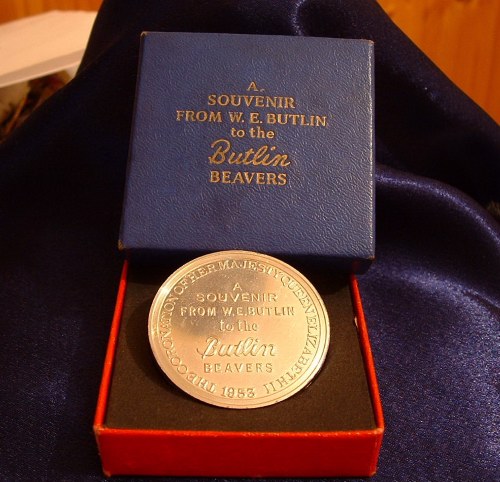 A
SOUVENIR
FROM W. E. BUTLIN
to the
Butlin
BEAVERS
THE CORONATION OF HER MAJESTY QUEEN ELIZABETH II
1953
A
SOUVENIR
FROM W.E.BUTLIN
to the
Butlin
BEAVERS